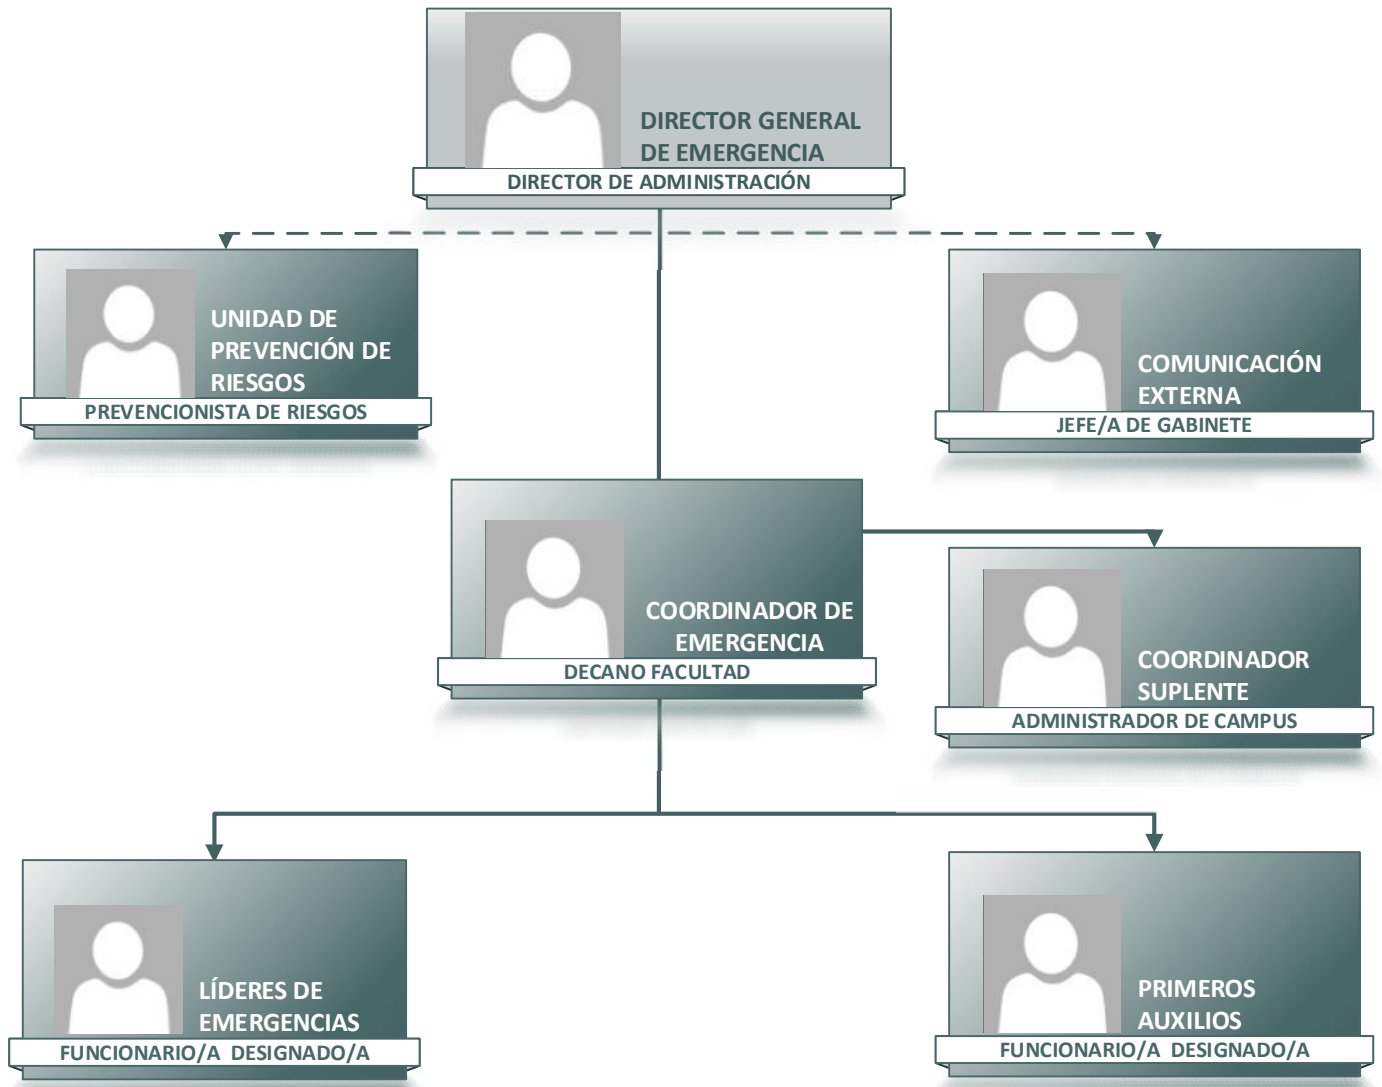 DIRECTOR GENERAL
DE EMERGENCIA
DIRECTOR DE ADMINISTRACIÓN
UNIDAD DE
PREVENCIÓN DE
RIESGOS
PREVENCIONISTA DE RIESGOS
COMUNICACIÓN
EXTERNA
JEFE/A DE GABINETE
COORDINADOR DE
EMERGENCIA
DECANO FACULTAD
COORDINADOR
SUPLENTE
ADMINISTRADOR DE CAMPUS
LÍDERES DE
EMERGENCIAS
FUNCIONARIO/A DESIGNADO/A
PRIMEROS
AUXILIOS
FUNCIONARIO/A DESIGNADO/A